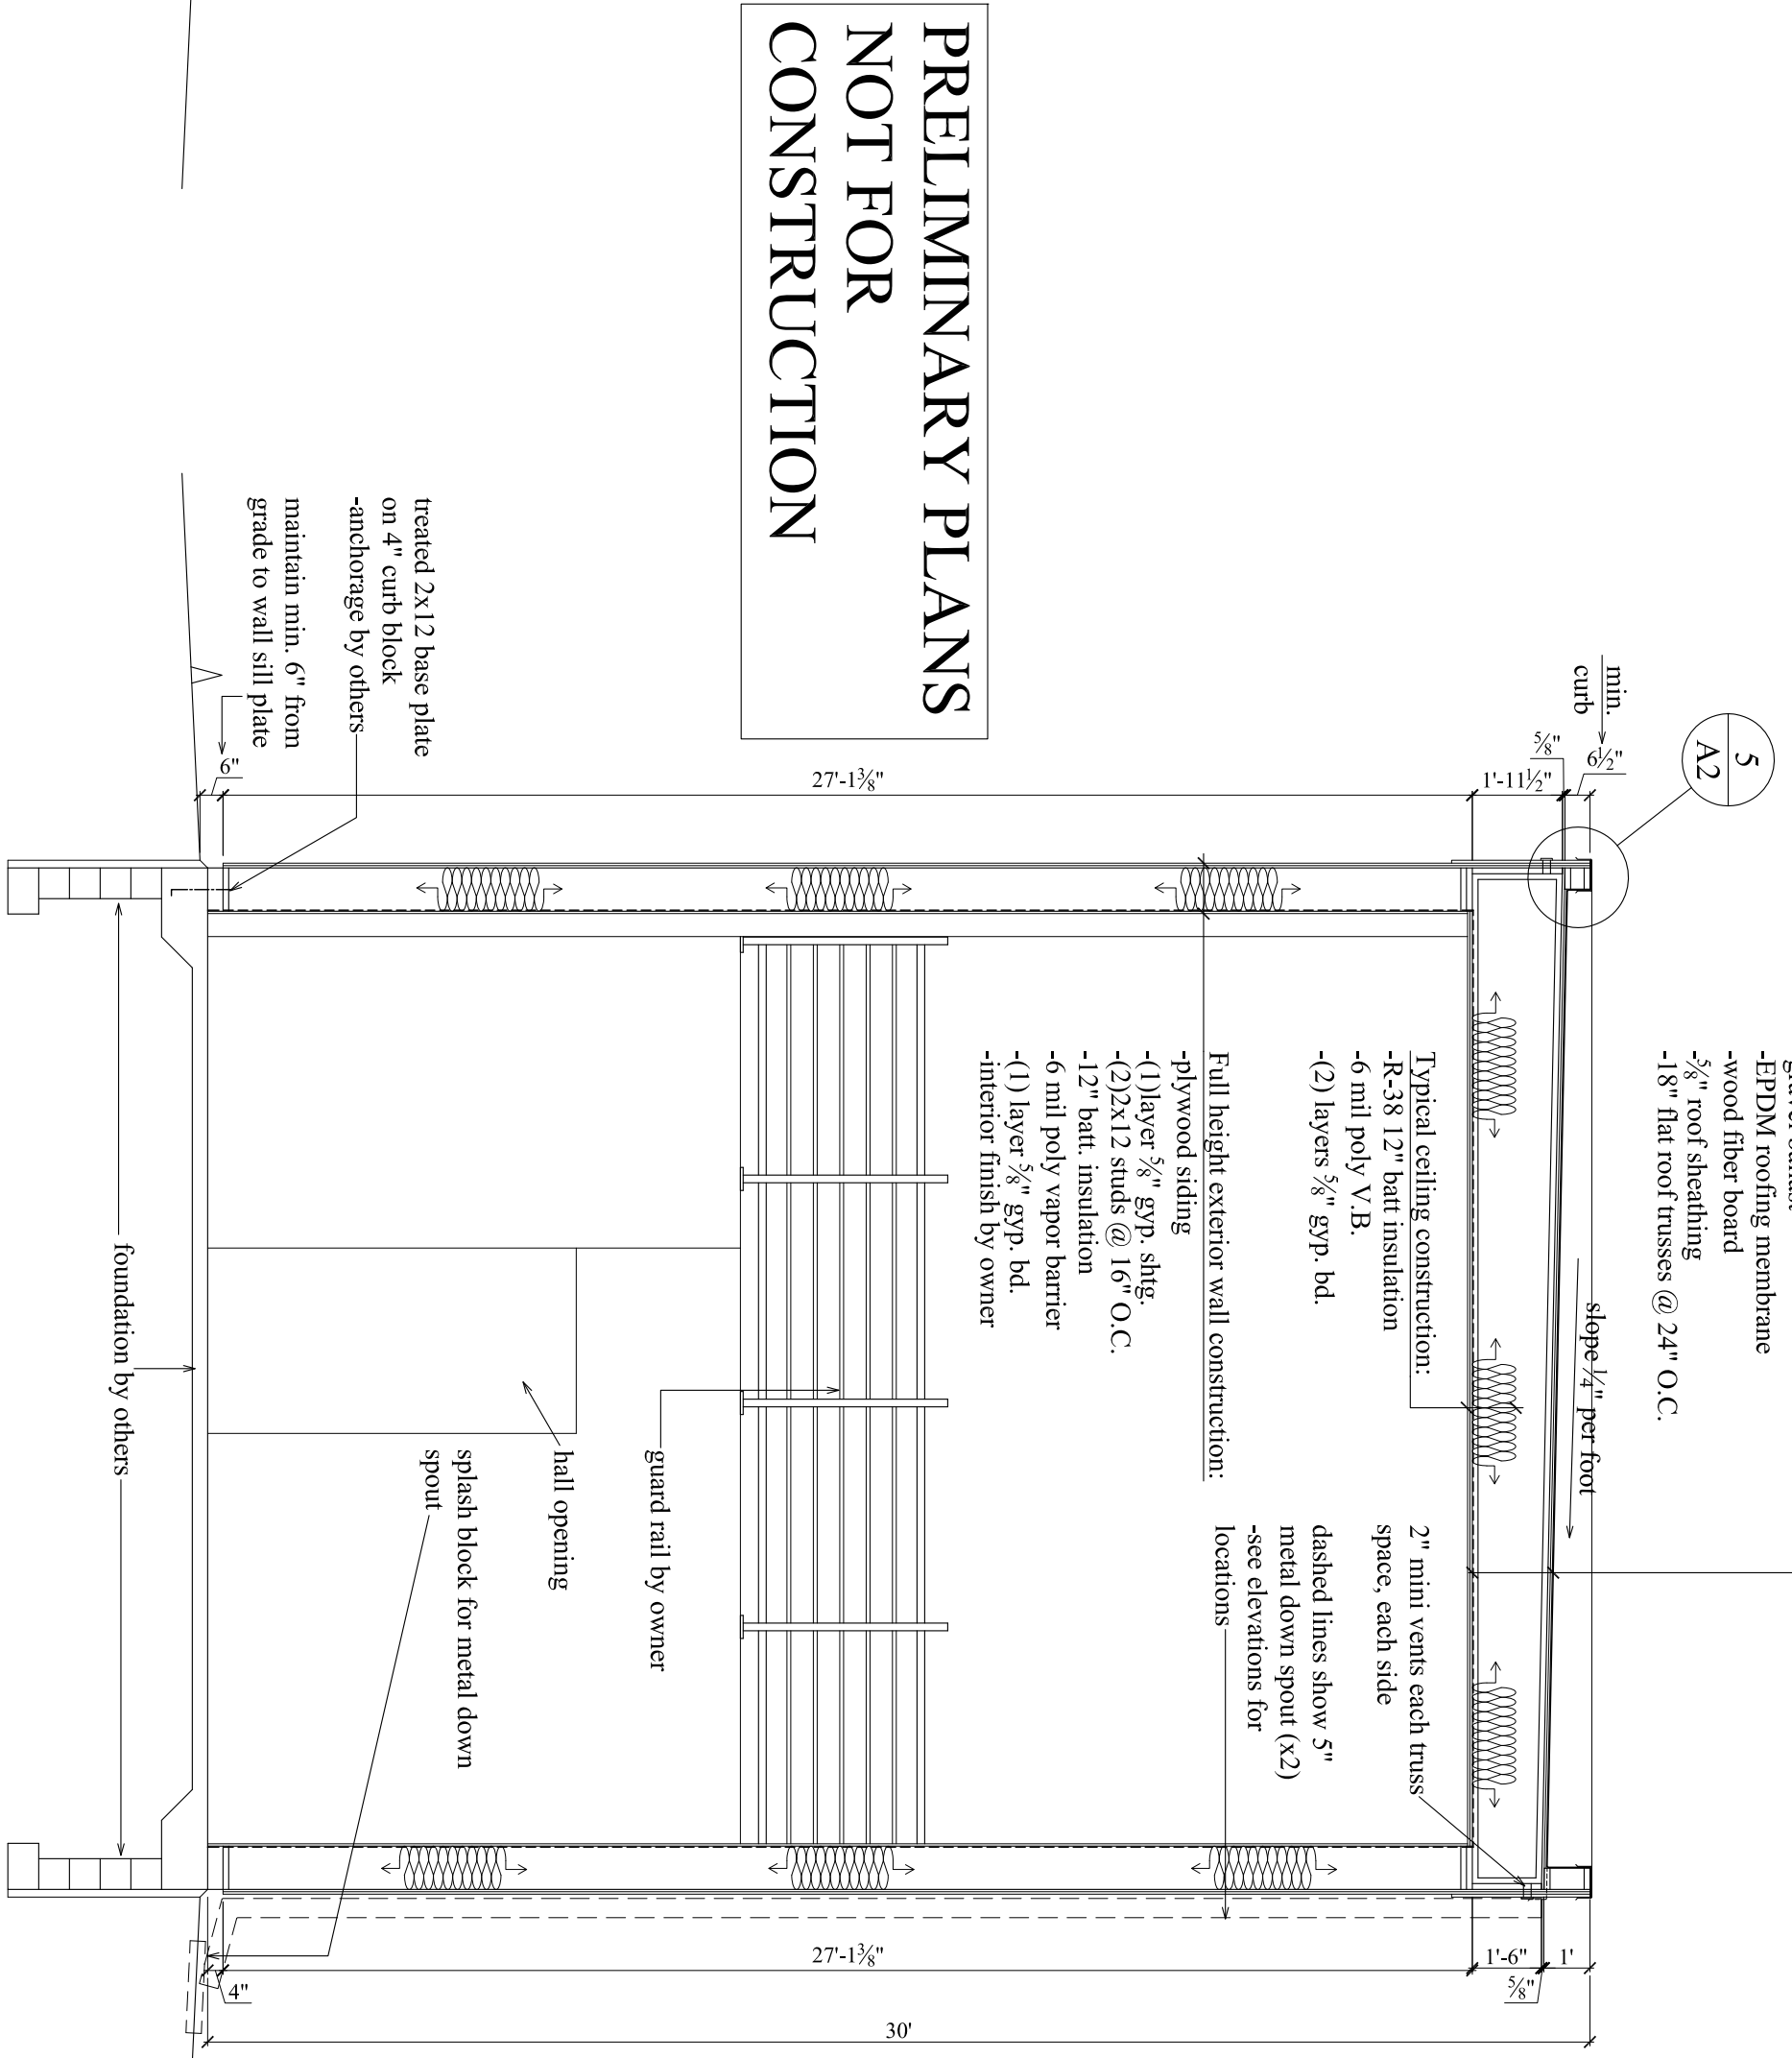 gravel ballast
-EPDM roofing membrane
-wood fiber board
-⅝" roof sheathing
-18" flat roof trusses @ 24" O.C.
5
A2
min.
curb
6½"
⅝"
1'-11½"
27'-1⅜"
6"
slope ¼" per foot
Typical ceiling construction:
-R-38 12" batt insulation
-6 mil poly V.B.
-(2) layers ⅝" gyp. bd.
2" mini vents each truss
space, each side
Full height exterior wall construction:
-plywood siding
-(1)layer ⅝" gyp. shtg.
-(2)2x12 studs @ 16" O.C.
-12" batt. insulation
-6 mil poly vapor barrier
-(1) layer ⅝" gyp. bd.
-interior finish by owner
dashed lines show 5"
metal down spout (x2)
-see elevations for
locations
PRELIMINARY PLANS
NOT FOR
CONSTRUCTION
guard rail by owner
hall opening
splash block for metal down
spout
treated 2x12 base plate
on 4" curb block
-anchorage by others
maintain min. 6" from
grade to wall sill plate
foundation by others
1'
⅝"
1'-6"
27'-1⅜"
4"
30'